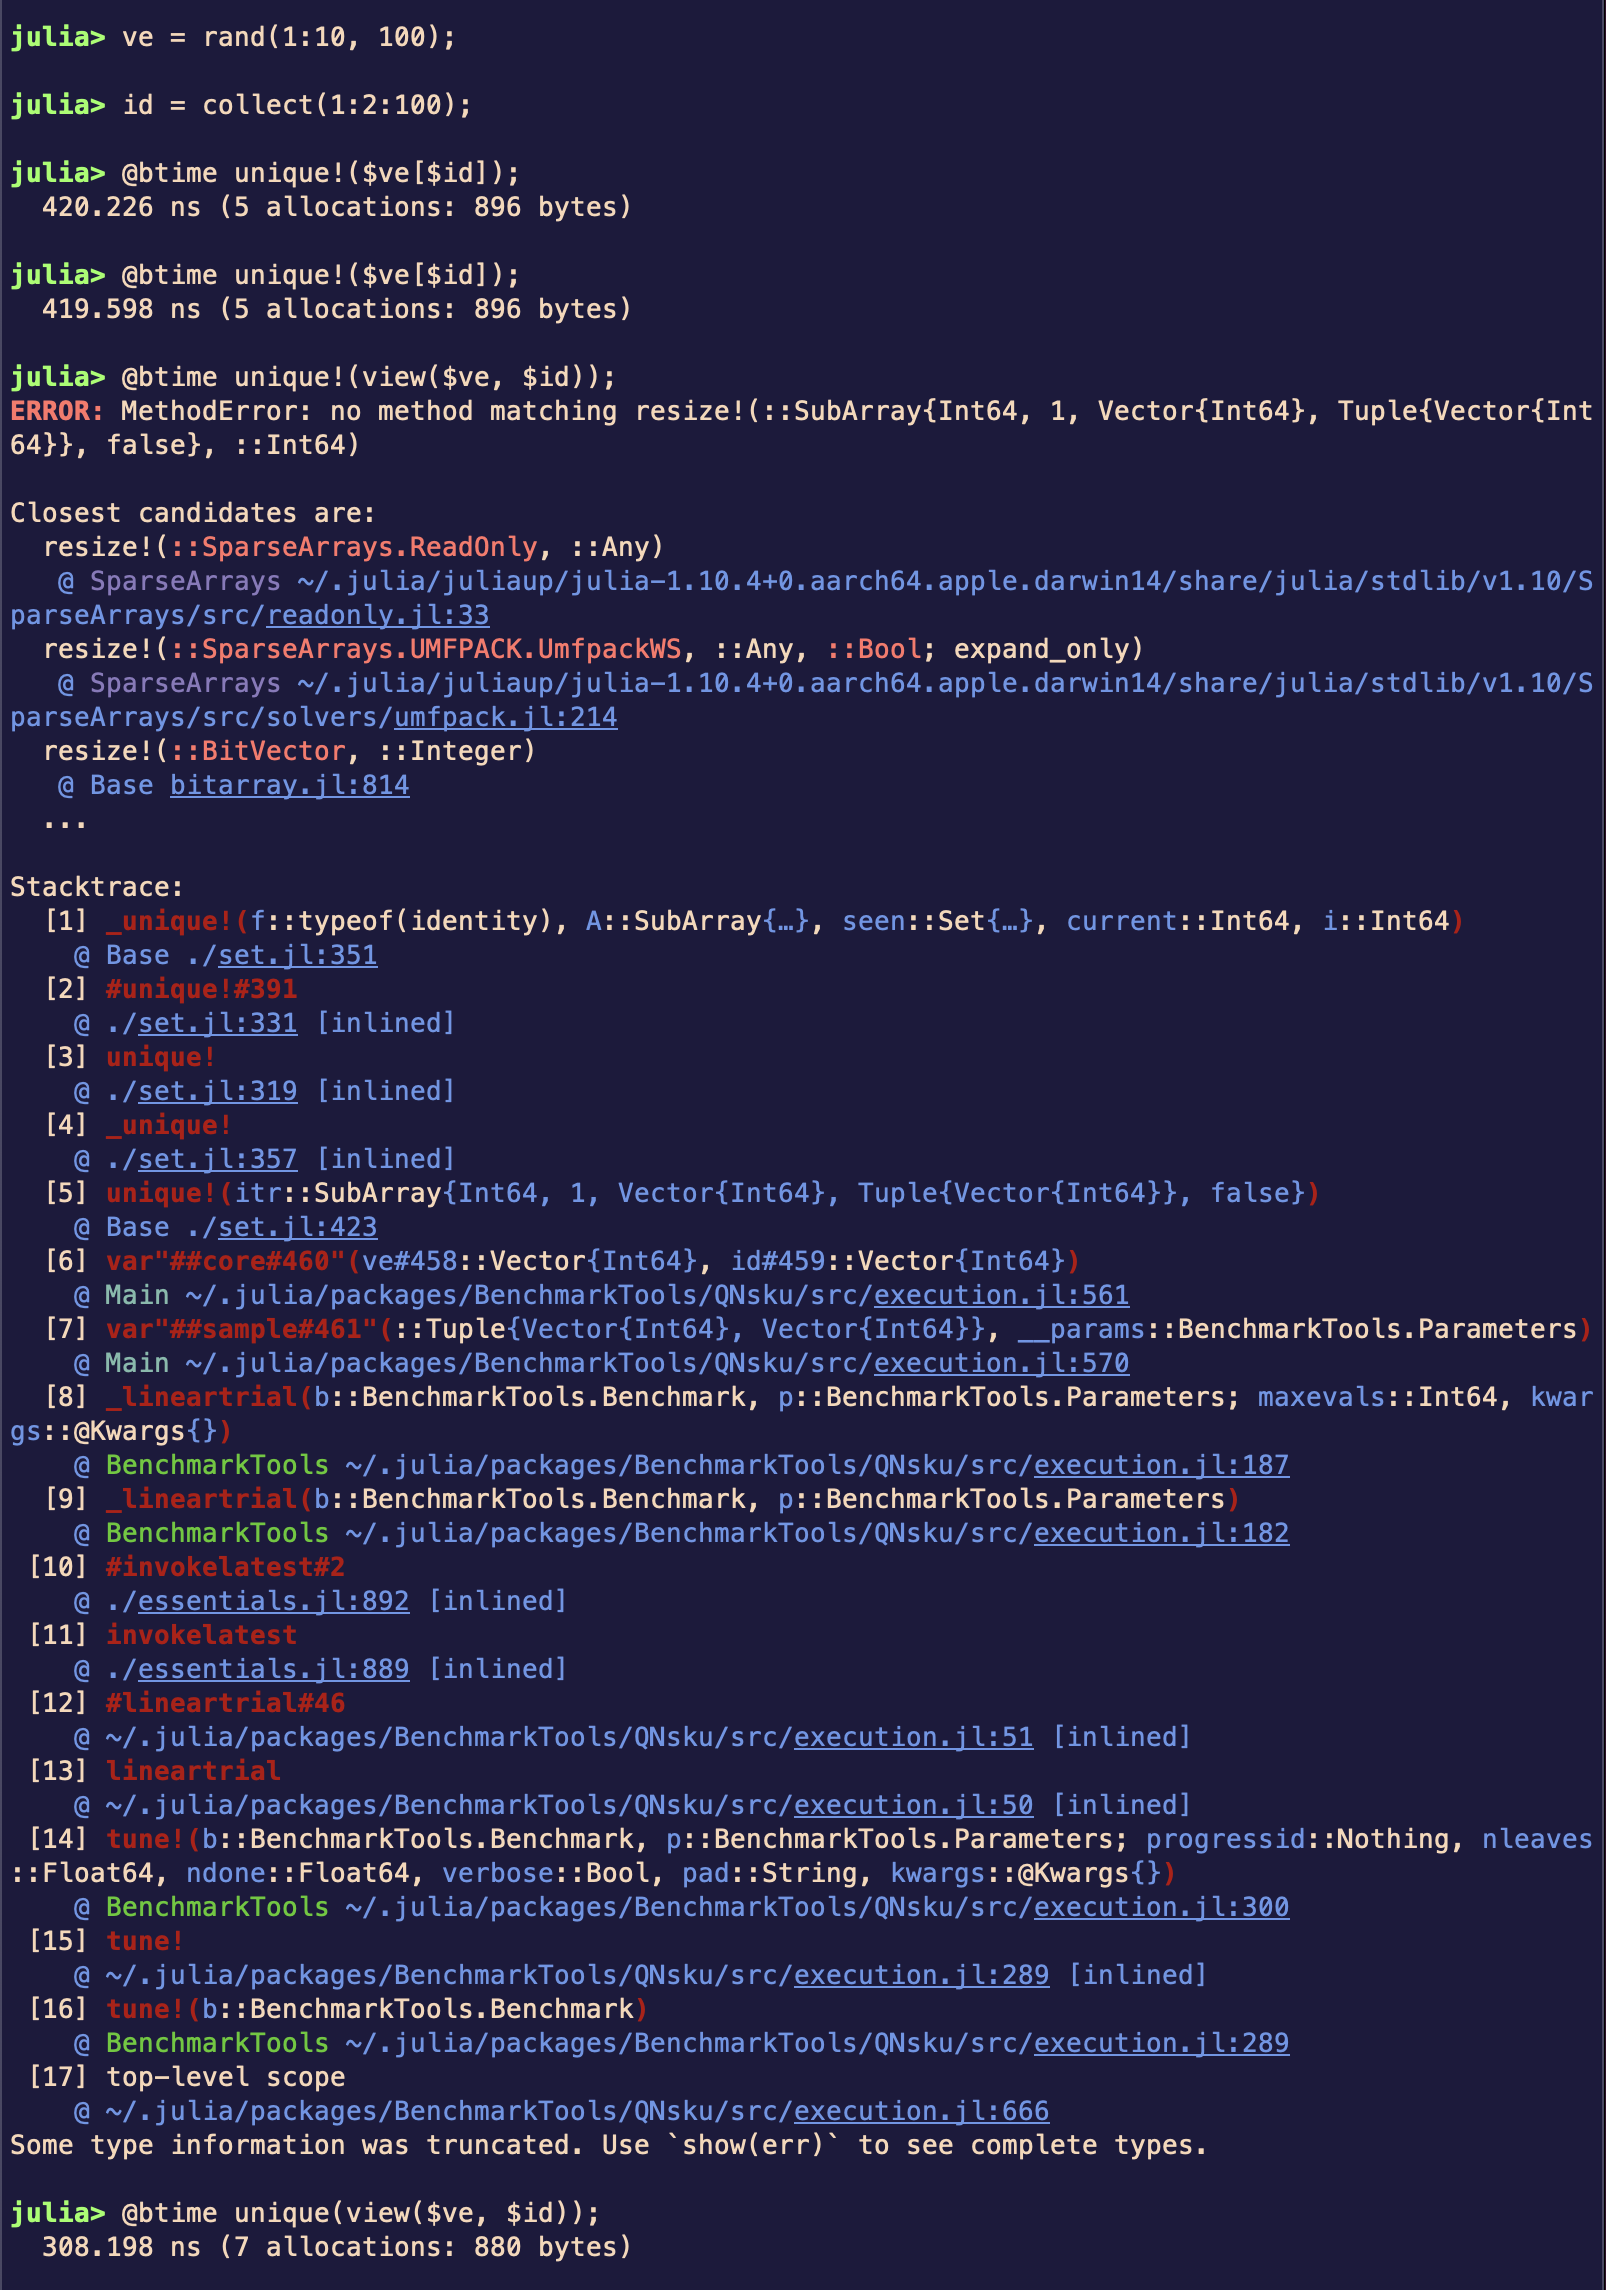 julia> ve = rand(1:10, 100);
julia> id = collect(1:2:100);
julia> @btime unique!($ve[$id]);
  420.226 ns (5 allocations: 896 bytes)
julia> @btime unique!($ve[$id]);
  419.598 ns (5 allocations: 896 bytes)
julia> @btime unique!(view($ve, $id));
ERROR: MethodError: no method matching resize!(::SubArray{Int64, 1, Vector{Int64}, Tuple{Vector{Int
64}}, false}, ::Int64)
Closest candidates are:
  resize!(::SparseArrays.ReadOnly, ::Any)
   @ SparseArrays ~/.julia/juliaup/julia-1.10.4+0.aarch64.apple.darwin14/share/julia/stdlib/v1.10/S
parseArrays/src/readonly.jl:33
  resize!(::SparseArrays.UMFPACK.UmfpackWS, ::Any, ::Bool; expand_only)
   @ SparseArrays ~/.julia/juliaup/julia-1.10.4+0.aarch64.apple.darwin14/share/julia/stdlib/v1.10/S
parseArrays/src/solvers/umfpack.jl:214
  resize!(::BitVector, ::Integer)
   @ Base bitarray.jl:814
  ...
Stacktrace:
  [1] _unique!(f::typeof(identity), A::SubArray{…}, seen::Set{…}, current::Int64, i::Int64)
    @ Base ./set.jl:351
  [2] #unique!#391
    @ ./set.jl:331 [inlined]
  [3] unique!
    @ ./set.jl:319 [inlined]
  [4] _unique!
    @ ./set.jl:357 [inlined]
  [5] unique!(itr::SubArray{Int64, 1, Vector{Int64}, Tuple{Vector{Int64}}, false})
    @ Base ./set.jl:423
  [6] var"##core#460"(ve#458::Vector{Int64}, id#459::Vector{Int64})
    @ Main ~/.julia/packages/BenchmarkTools/QNsku/src/execution.jl:561
  [7] var"##sample#461"(::Tuple{Vector{Int64}, Vector{Int64}}, __params::BenchmarkTools.Parameters)
    @ Main ~/.julia/packages/BenchmarkTools/QNsku/src/execution.jl:570
  [8] _lineartrial(b::BenchmarkTools.Benchmark, p::BenchmarkTools.Parameters; maxevals::Int64, kwar
gs::@Kwargs{})
    @ BenchmarkTools ~/.julia/packages/BenchmarkTools/QNsku/src/execution.jl:187
  [9] _lineartrial(b::BenchmarkTools.Benchmark, p::BenchmarkTools.Parameters)
    @ BenchmarkTools ~/.julia/packages/BenchmarkTools/QNsku/src/execution.jl:182
 [10] #invokelatest#2
    @ ./essentials.jl:892 [inlined]
 [11] invokelatest
    @ ./essentials.jl:889 [inlined]
 [12] #lineartrial#46
    @ ~/.julia/packages/BenchmarkTools/QNsku/src/execution.jl:51 [inlined]
 [13] lineartrial
    @ ~/.julia/packages/BenchmarkTools/QNsku/src/execution.jl:50 [inlined]
 [14] tune!(b::BenchmarkTools.Benchmark, p::BenchmarkTools.Parameters; progressid::Nothing, nleaves
::Float64, ndone::Float64, verbose::Bool, pad::String, kwargs::@Kwargs{})
    @ BenchmarkTools ~/.julia/packages/BenchmarkTools/QNsku/src/execution.jl:300
 [15] tune!
    @ ~/.julia/packages/BenchmarkTools/QNsku/src/execution.jl:289 [inlined]
 [16] tune!(b::BenchmarkTools.Benchmark)
    @ BenchmarkTools ~/.julia/packages/BenchmarkTools/QNsku/src/execution.jl:289
 [17] top-level scope
    @ ~/.julia/packages/BenchmarkTools/QNsku/src/execution.jl:666
Some type information was truncated. Use `show(err)` to see complete types.
julia> @btime unique(view($ve, $id));
  308.198 ns (7 allocations: 880 bytes)